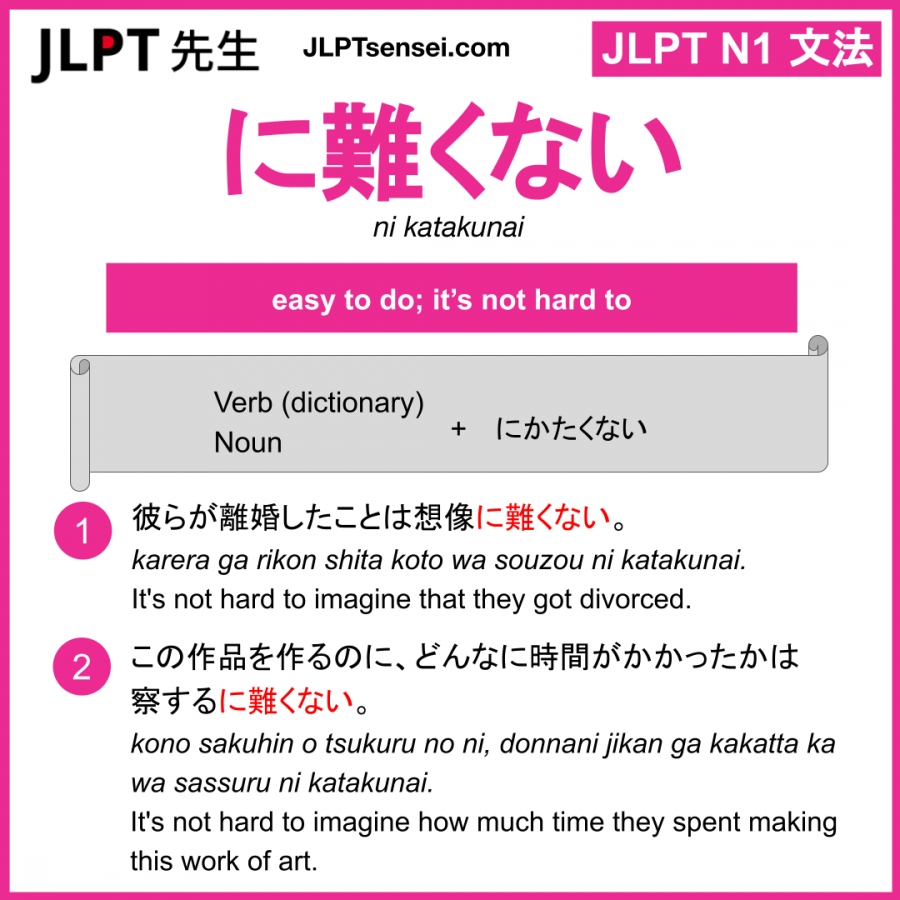 JLPT 先生
JLPTsensei.com
JLPT N1 文法
に難くない
ni katakunai
easy to do; it’s not hard to
Verb (dictionary)
Noun
+ にかたくない
1
彼らが離婚したことは想像に難くない。
karera ga rikon shita koto wa souzou ni katakunai.
It's not hard to imagine that they got divorced.
2
この作品を作るのに、どんなに時間がかかったかは
察するに難くない。
kono sakuhin o tsukuru no ni, donnani jikan ga kakatta ka
wa sassuru ni katakunai.
It's not hard to imagine how much time they spent making
this work of art.